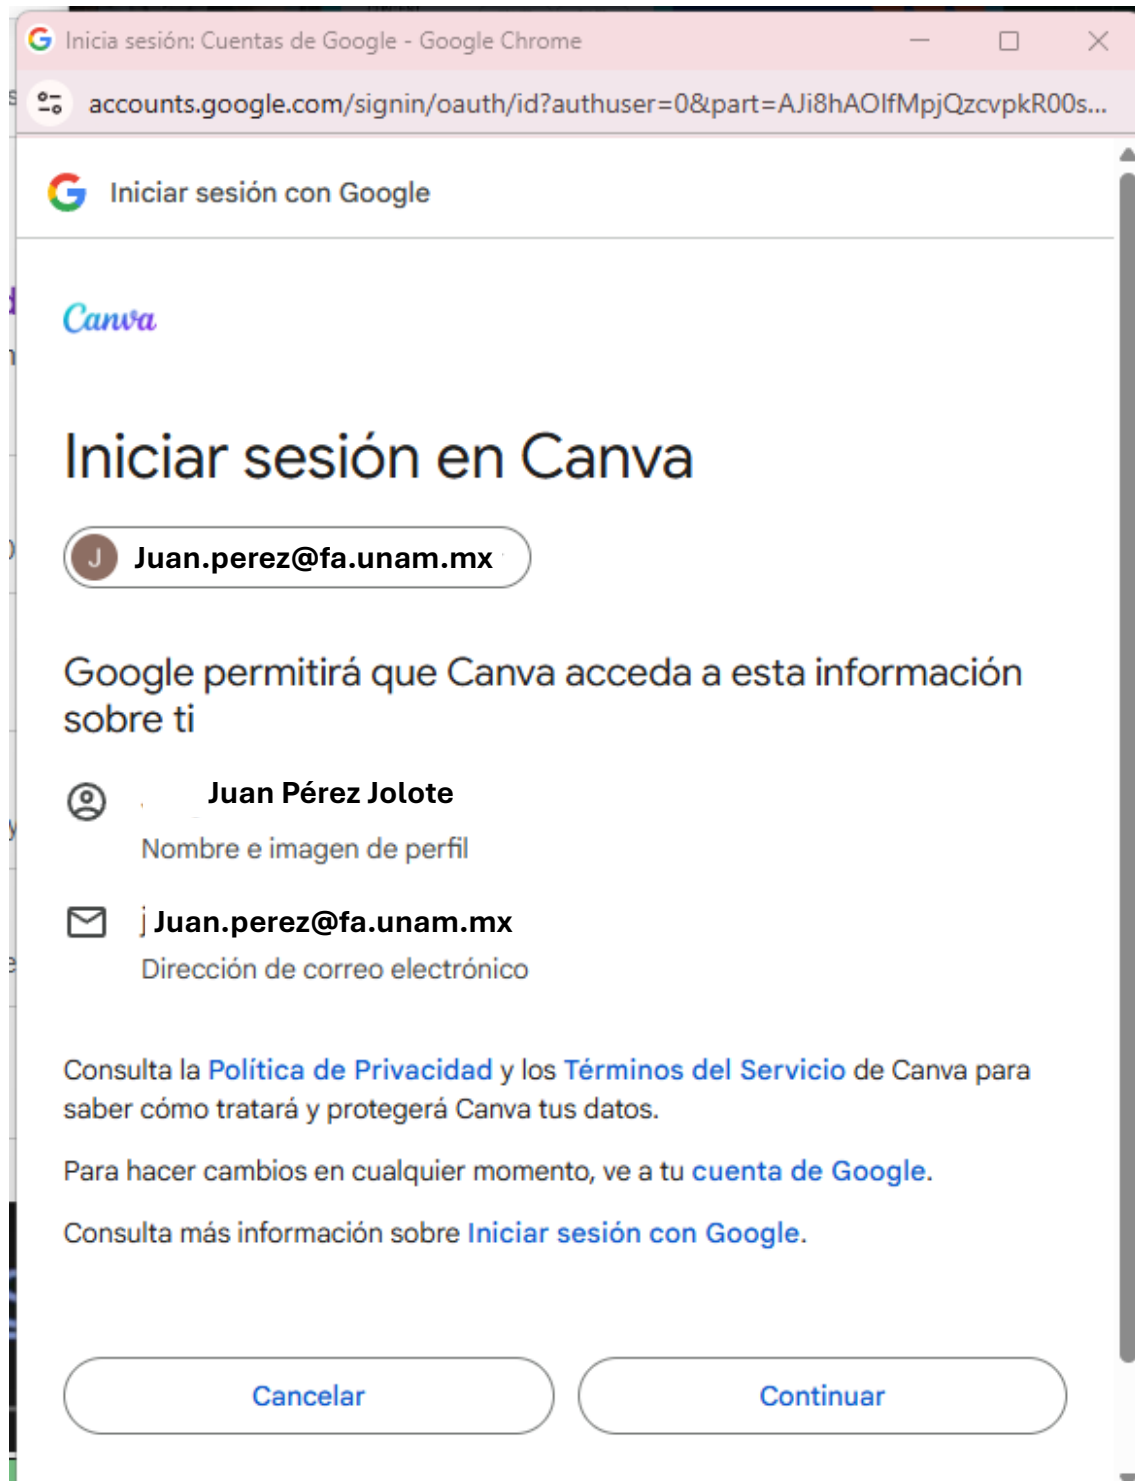 Inicia sesión: Cuentas de Google - Google Chrome
accounts.google.com/signin/oauth/id?authuser=0&part=AJi8hAOIfMpjQzcvpkR00s...
Iniciar sesión con Google
Canva
Iniciar sesión en Canva
J Juan.perez@fa.unam.mx
Google permitirá que Canva acceda a esta información
sobre ti
Juan Pérez Jolote
Nombre e imagen de perfil
Juan.perez@fa.unam.mx
Dirección de correo electrónico
Consulta la Política de Privacidad y los Términos del Servicio de Canva para
saber cómo tratará y protegerá Canva tus datos.
Para hacer cambios en cualquier momento, ve a tu cuenta de Google.
Consulta más información sobre Iniciar sesión con Google.
Cancelar
Continuar